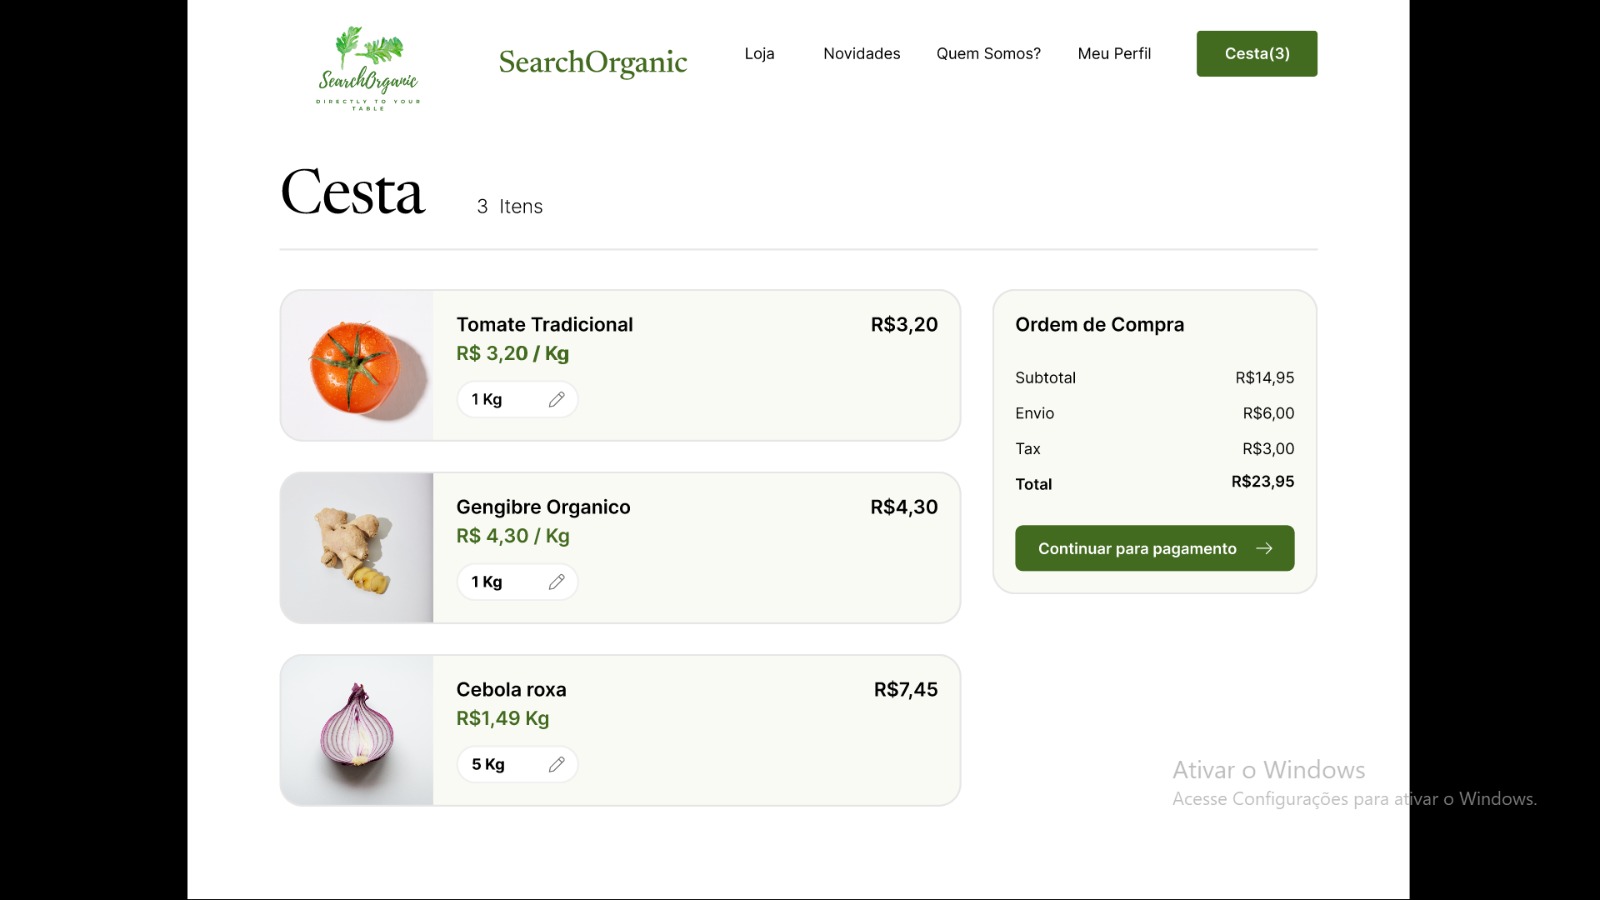 SearchOrganic
DIRECTLY TO YOUR
TABLE
SearchOrganic
Loja
Novidades
Quem Somos?
Meu Perfil
Cesta(3)
Cesta
3 Itens
Tomate Tradicional
R$3,20
R$ 3,20 / Kg
1 Kg
Gengibre Organico
R$4,30
R$ 4,30 / Kg
1 Kg
Cebola roxa
R$7,45
R$1,49 Kg
5 Kg
Ordem de Compra
Subtotal R$14,95
Envio R$6,00
Tax R$3,00
Total R$23,95
Continuar para pagamento
Ativar o Windows
Acesse Configurações para ativar o Windows.